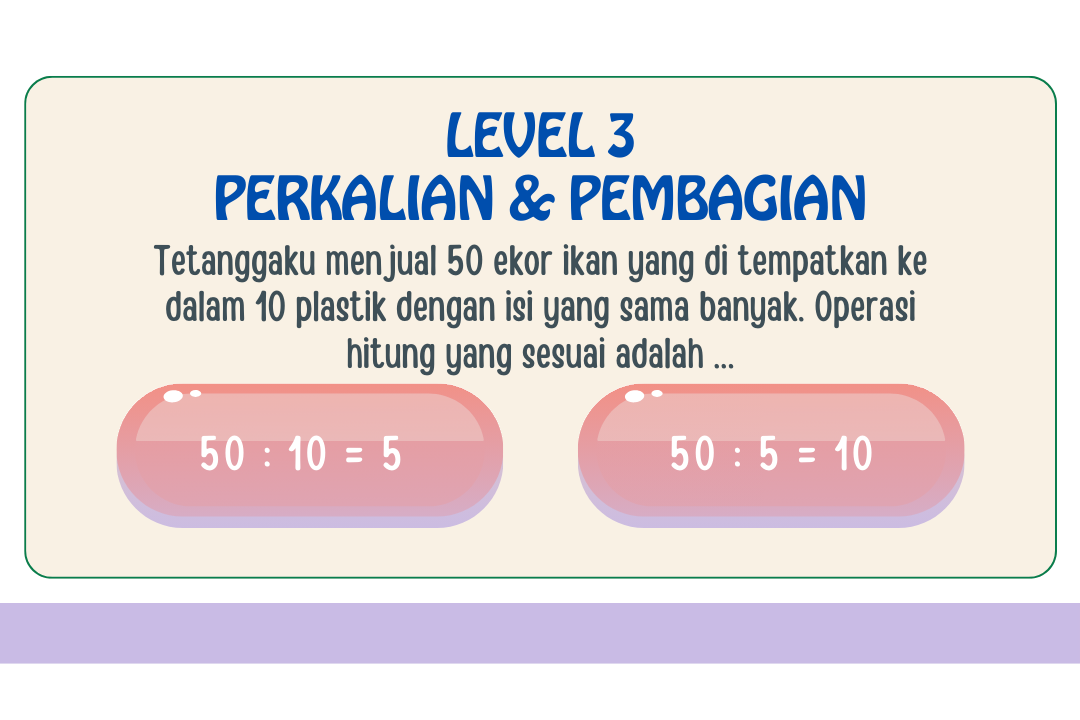 LEVEL 3
PERKALIAN & PEMBAGIAN
Tetanggaku menjual 50 ekor ikan yang di tempatkan ke
dalam 10 plastik dengan isi yang sama banyak. Operasi
hitung yang sesuai adalah ...
50 : 10 = 5
50 : 5 = 10